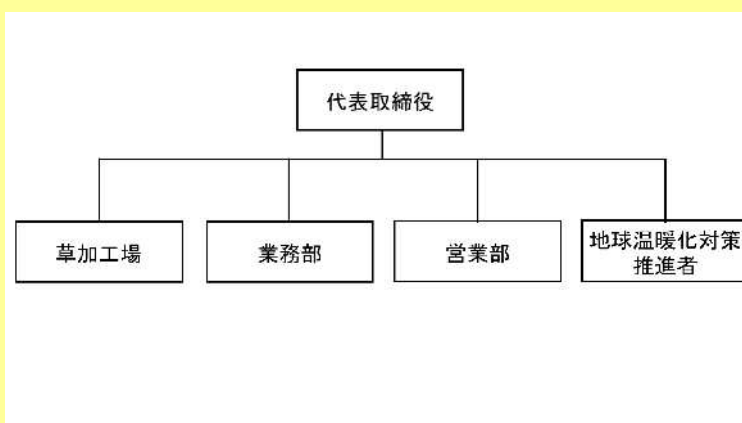 代表取締役
草加工場
業務部
営業部
地球温暖化対策
推進者